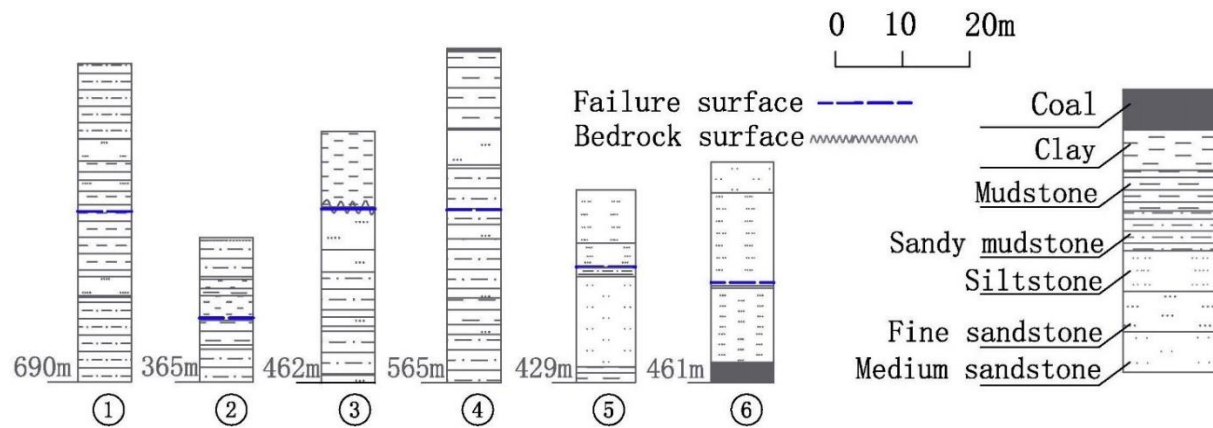 0 10 20m
Failure surface
Bedrock surface
Coal
Clay
Mudstone
Sandy mudstone
Siltstone
Fine sandstone
Medium sandstone
690m 365m 462m 565m 429m 461m
① ② ③ ④ ⑤ ⑥